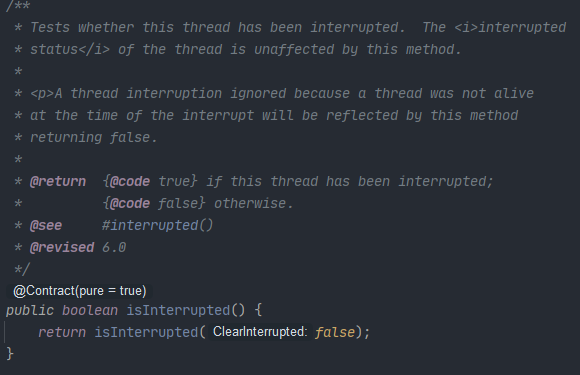 /**
 * Tests whether this thread has been interrupted.  The <i>interrupted
 * status</i> of the thread is unaffected by this method.
 *
 * <p>A thread interruption ignored because a thread was not alive
 * at the time of the interrupt will be reflected by this method
 * returning false.
 *
 * @return  {@code true} if this thread has been interrupted;
 *          {@code false} otherwise.
 * @see     #interrupted()
 * @revised 6.0
 */
@Contract(pure = true)
public boolean isInterrupted() {
    return isInterrupted( ClearInterrupted: false);
}